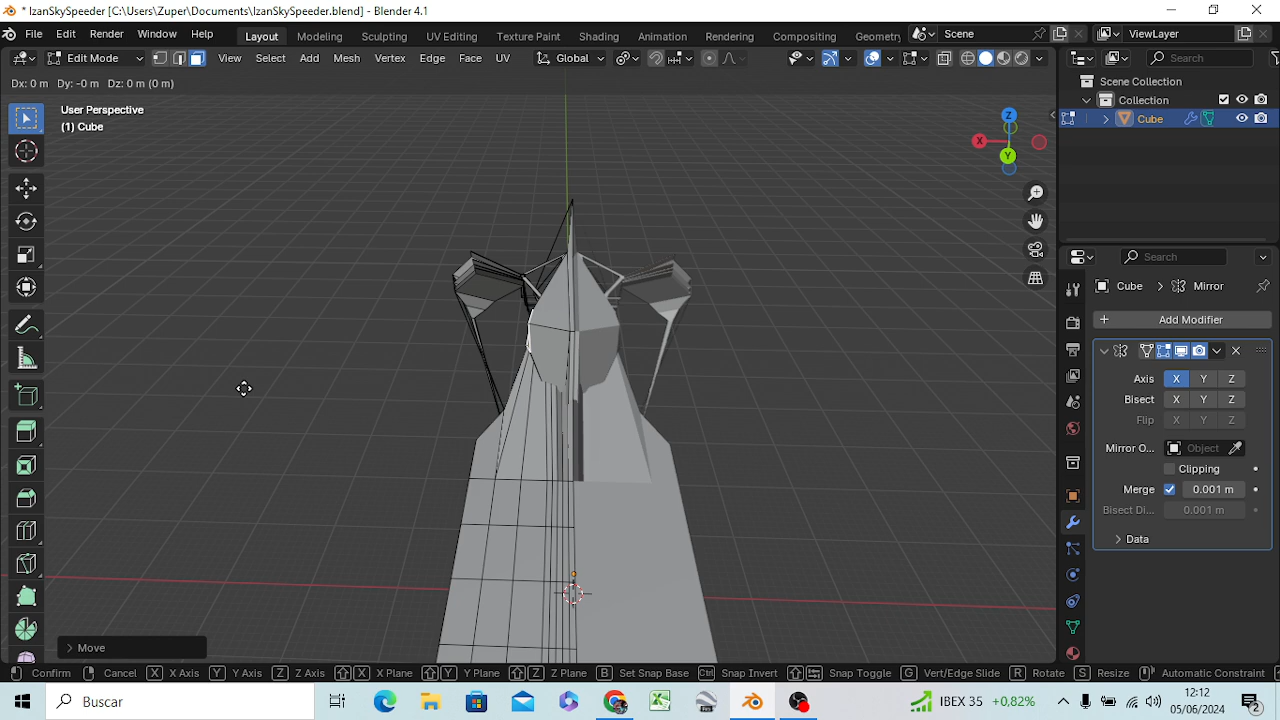 * IzanSkySpeeder [C:\Users\Zuper\Documents\IzanSkySpeeder.blend] - Blender 4.1
File Edit Render Window Help Layout Modeling Sculpting UV Editing Texture Paint Shading Animation Rendering Compositing Geometr Scene ViewLayer
Edit Mode View Select Add Mesh Vertex Edge Face UV Global Search
Dx: 0 m Dy: -0 m Dz: 0 m (0 m)
User Perspective
(1) Cube
Scene Collection
Collection
Cube
Z
X
Y
Search
Cube > Mirror
+ Add Modifier
Axis X Y Z
Bisect X Y Z
Flip X Y Z
Mirror O... Object
Clipping
Merge 0.001 m
Bisect Di... 0.001 m
> Data
> Move
Confirm Cancel X X Axis Y Y Axis Z Z Axis X X Plane Y Y Plane Z Z Plane B Set Snap Base Ctrl Snap Invert Snap Toggle G Vert/Edge Slide R Rotate S Resize Automatic Constraint
Buscar
IBEX 35 +0,82%
12:12
05/06/2024
2